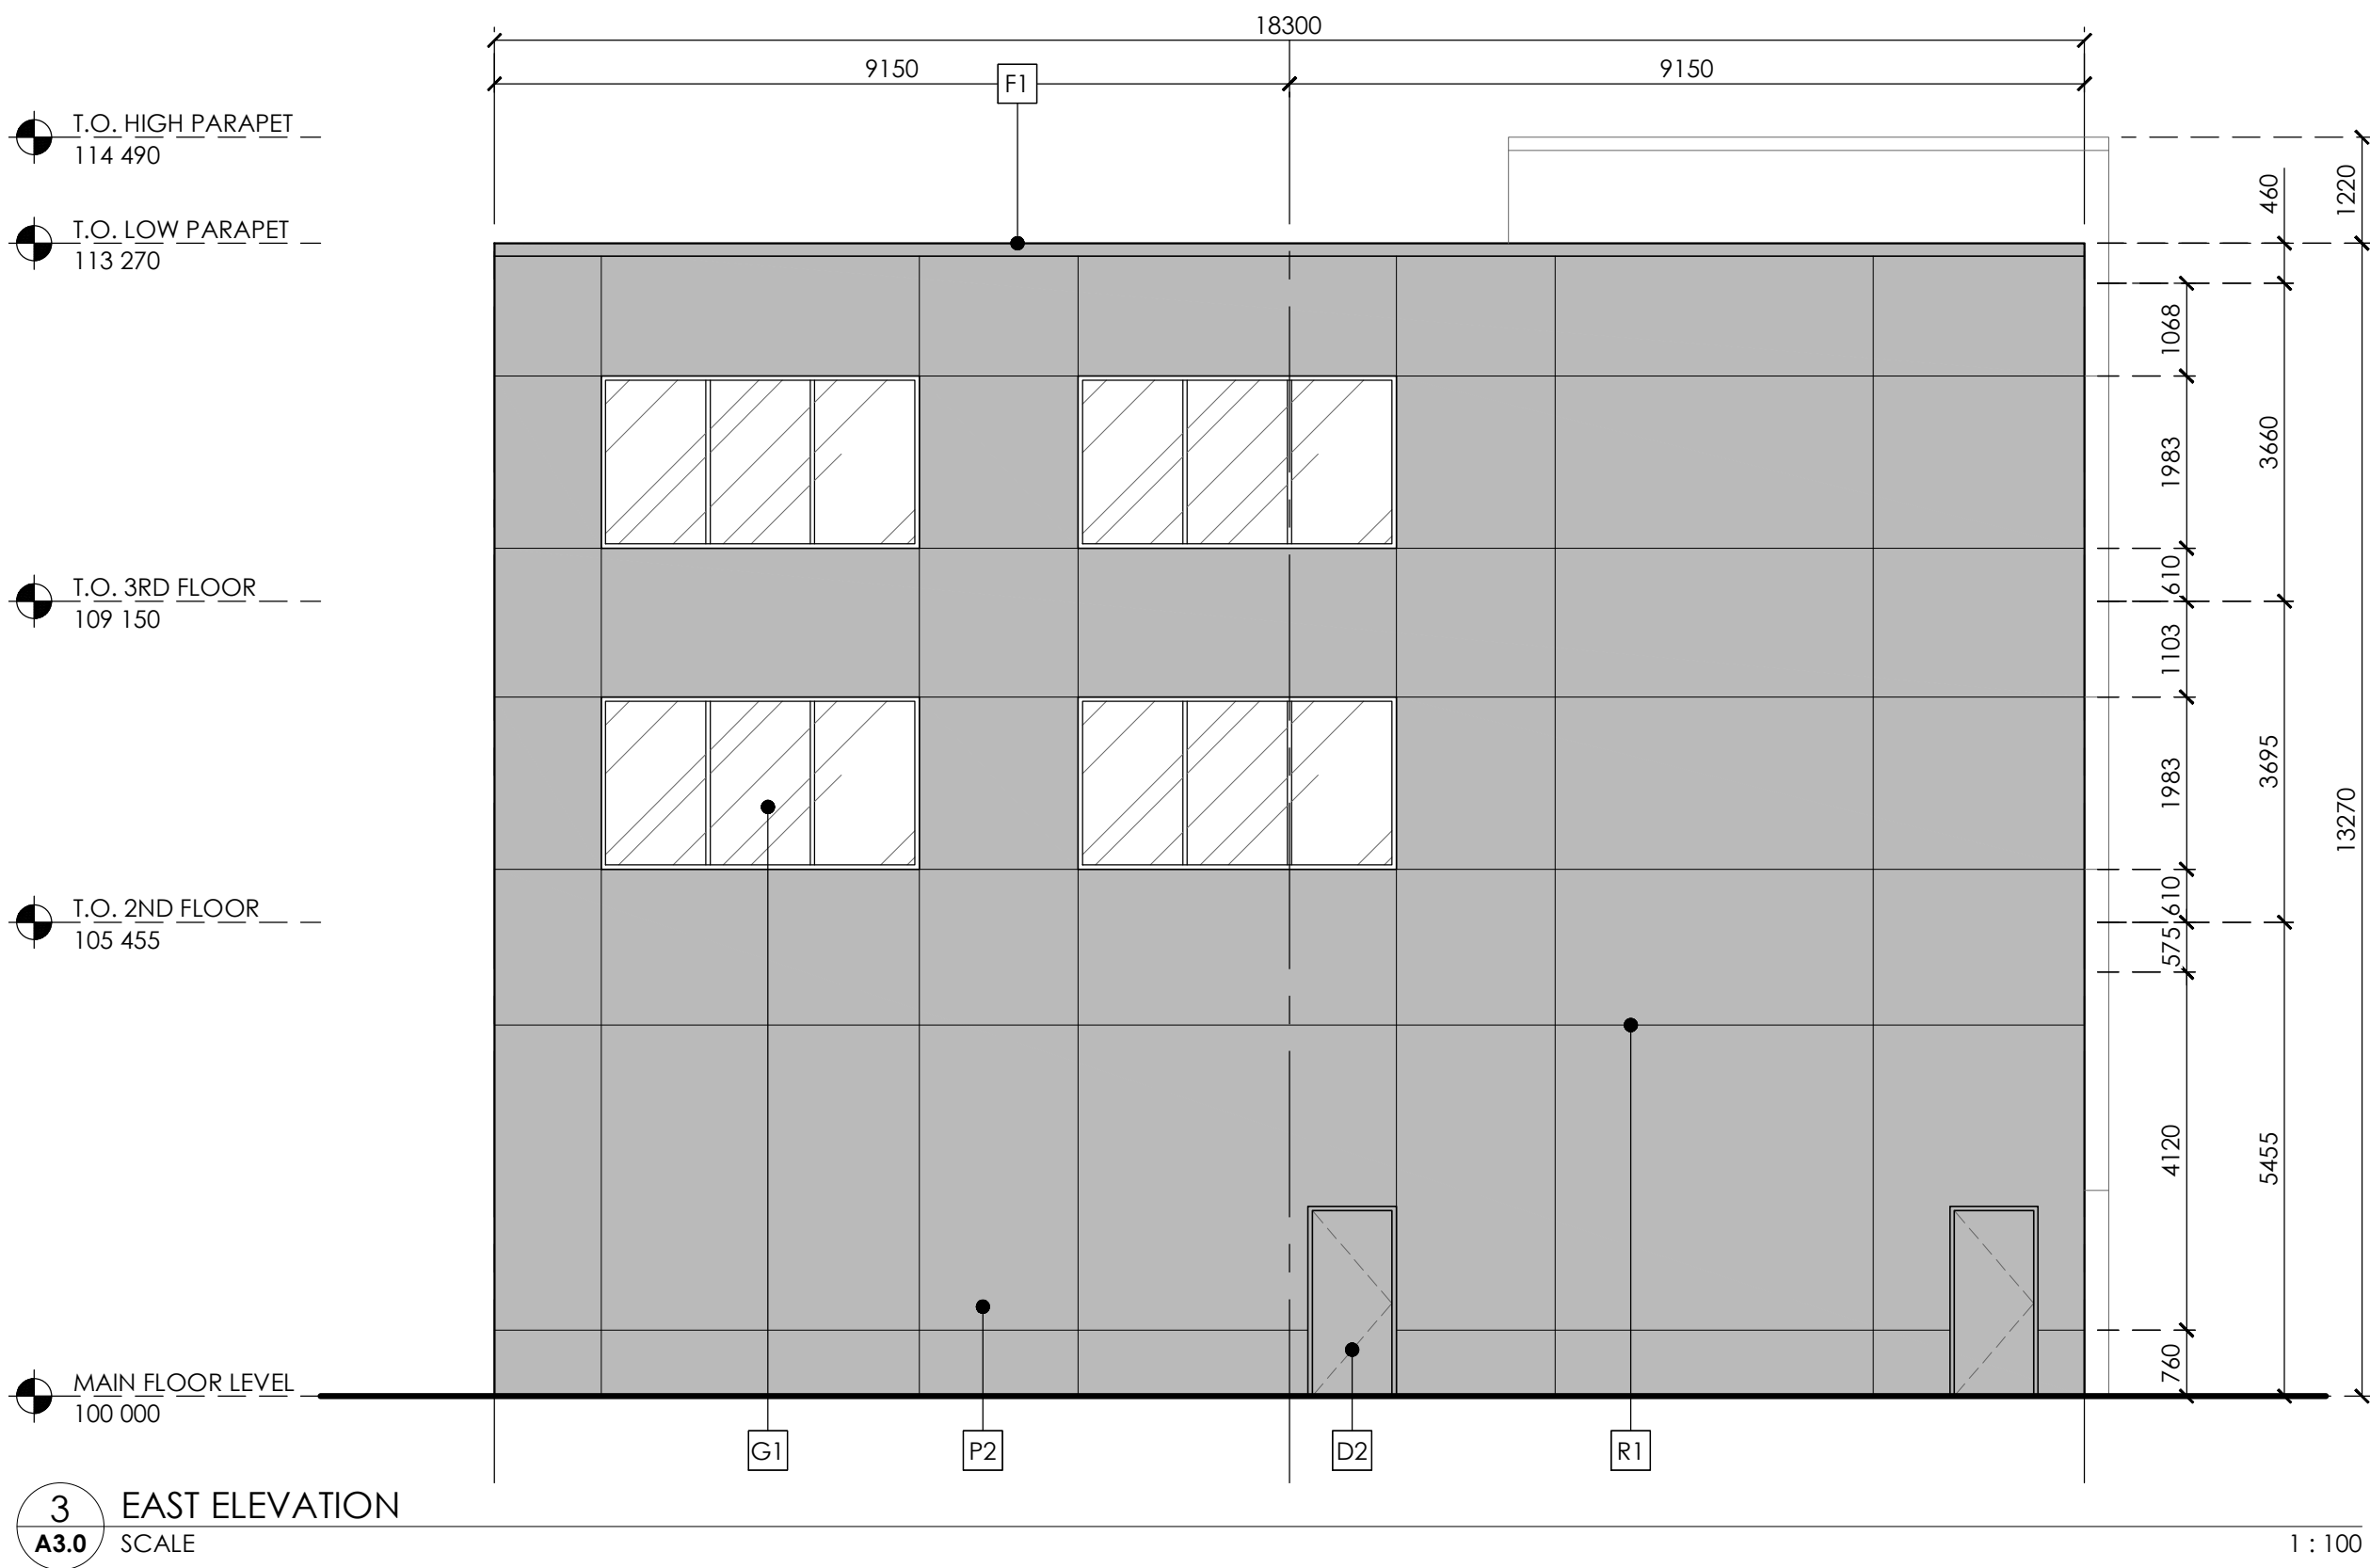 18300
9150
9150
F1
T.O. HIGH PARAPET
114 490
T.O. LOW PARAPET
113 270
T.O. 3RD FLOOR
109 150
T.O. 2ND FLOOR
105 455
MAIN FLOOR LEVEL
100 000
1220
460
1068
3660
1983
610
1103
3695
1983
13270
610
575
4120
5455
760
G1
P2
D2
R1
3
A3.0
EAST ELEVATION
SCALE
1 : 100